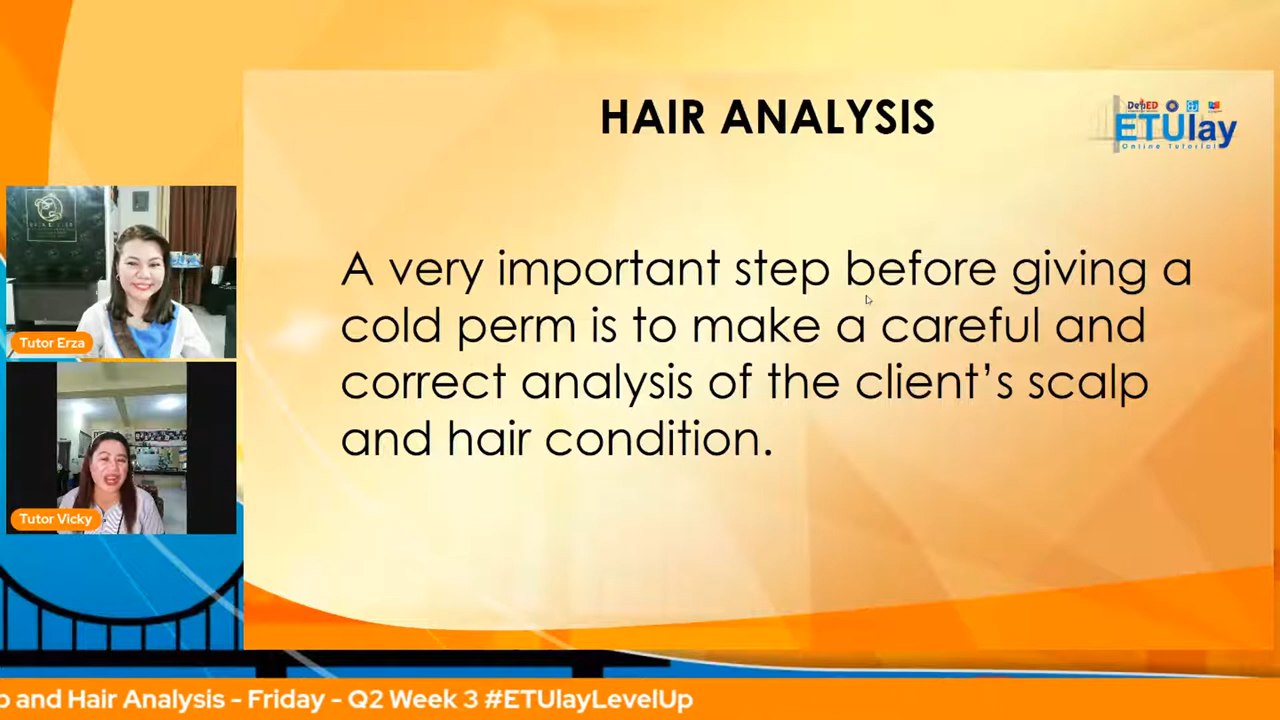 HAIR ANALYSIS
DepED
ETUlay
Online Tutorial
A very important step before giving a
cold perm is to make a careful and
correct analysis of the client's scalp
and hair condition.
Tutor Erza
Tutor Vicky
and Hair Analysis - Friday - Q2 Week 3 #ETUlayLevelUp